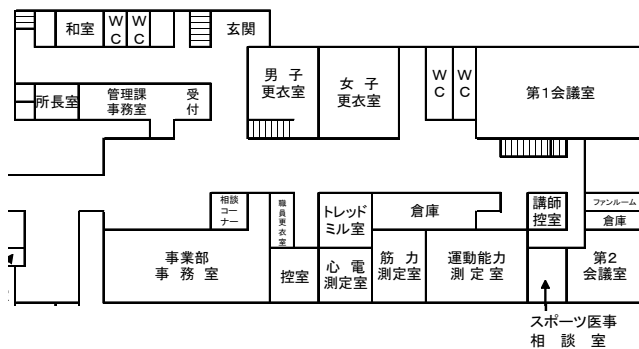 和室
WC
WC
玄関
男子
更衣室
女子
更衣室
WC
WC
第1会議室
所長室
管理課
事務室
受付
相談
コーナー
職員更衣室
トレッド
ミル室
倉庫
講師
控室
ファンルーム
倉庫
事業部
事務室
控室
心電
測定室
筋力
測定室
運動能力
測定室
第2
会議室
スポーツ医事
相談室